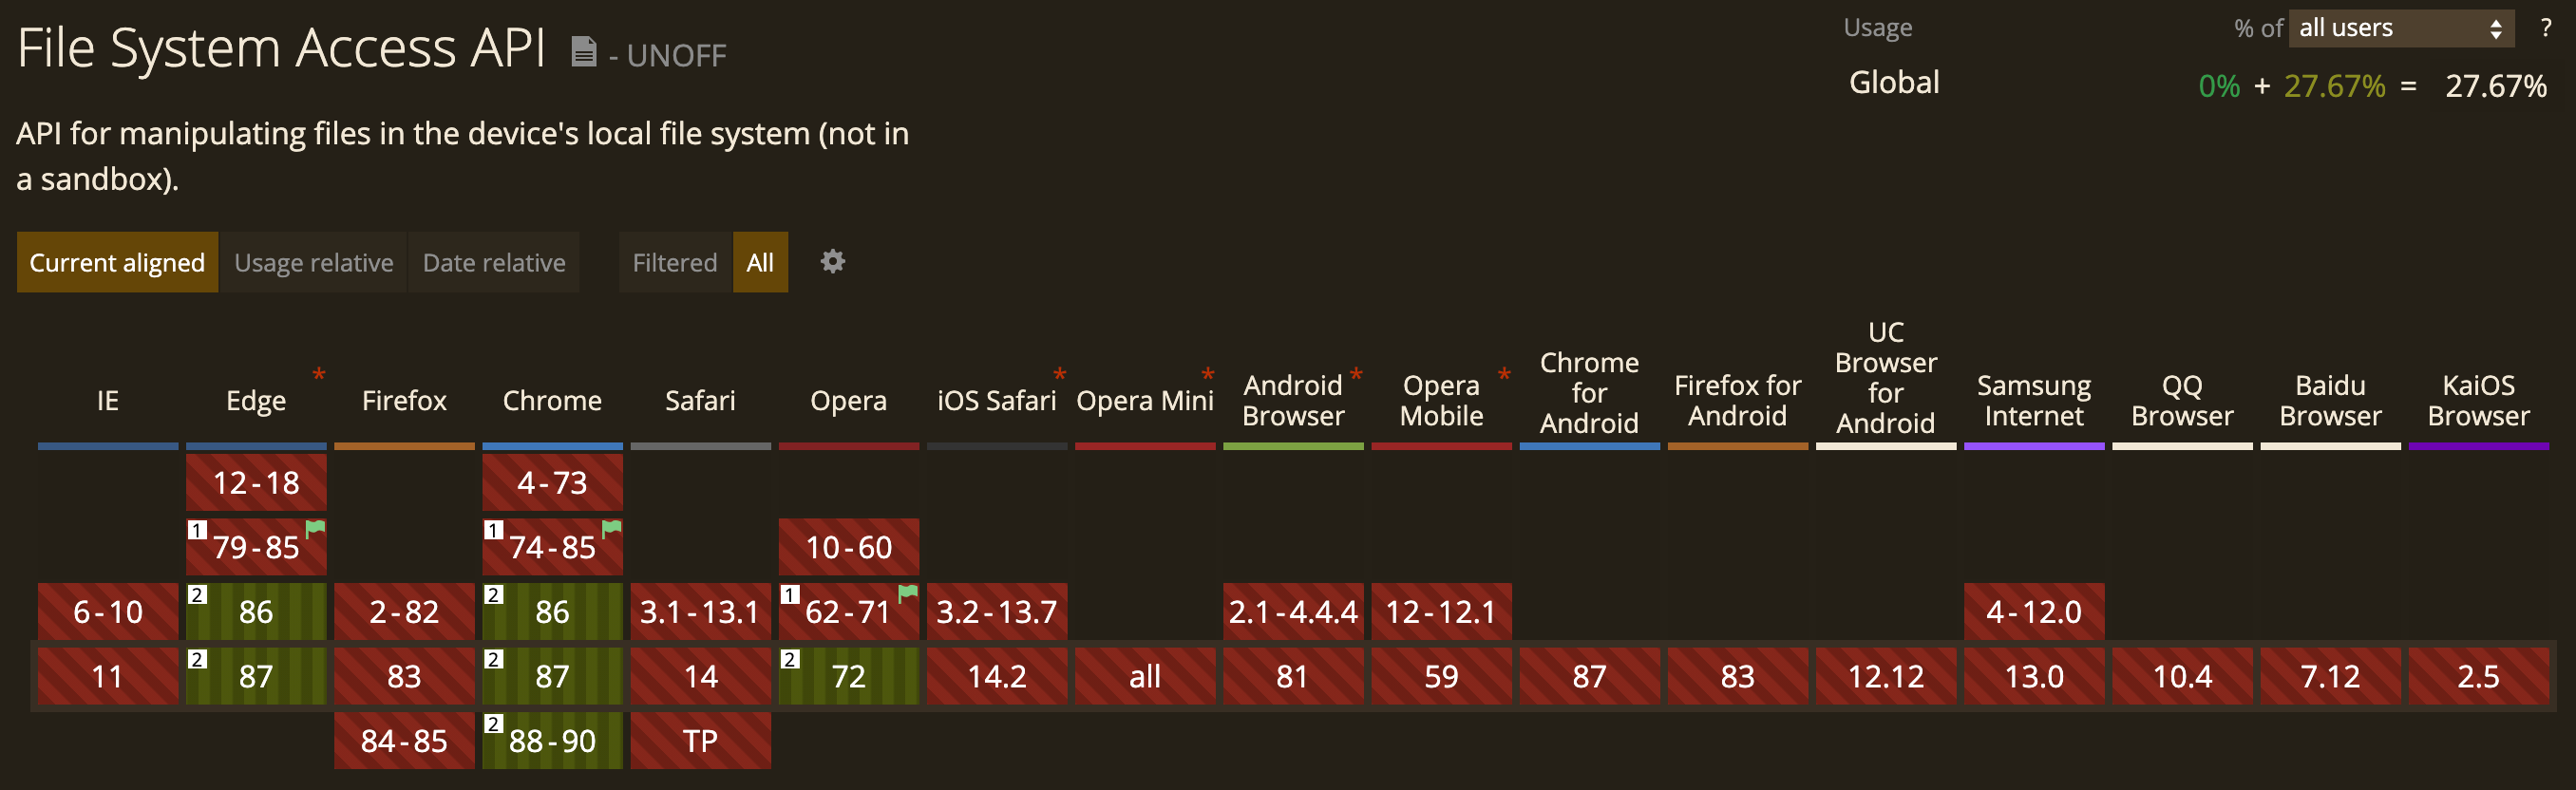 File System Access API - UNOFF
Usage % of all users ?
Global 0% + 27.67% = 27.67%
API for manipulating files in the device's local file system (not in
a sandbox).
Current aligned Usage relative Date relative Filtered All
IE
Edge *
Firefox
Chrome
Safari
Opera
iOS Safari *
Opera Mini *
Android *
Browser
Opera *
Mobile
Chrome
for
Android
Firefox for
Android
UC
Browser
for
Android
Samsung
Internet
QQ
Browser
Baidu
Browser
KaiOS
Browser
12-18 4-73
1 79-85 1 74-85 10-60
6-10 2 86 2-82 2 86 3.1-13.1 1 62-71 3.2-13.7 2.1-4.4.4 12-12.1 4-12.0
11 2 87 83 2 87 14 2 72 14.2 all 81 59 87 83 12.12 13.0 10.4 7.12 2.5
84-85 2 88-90 TP